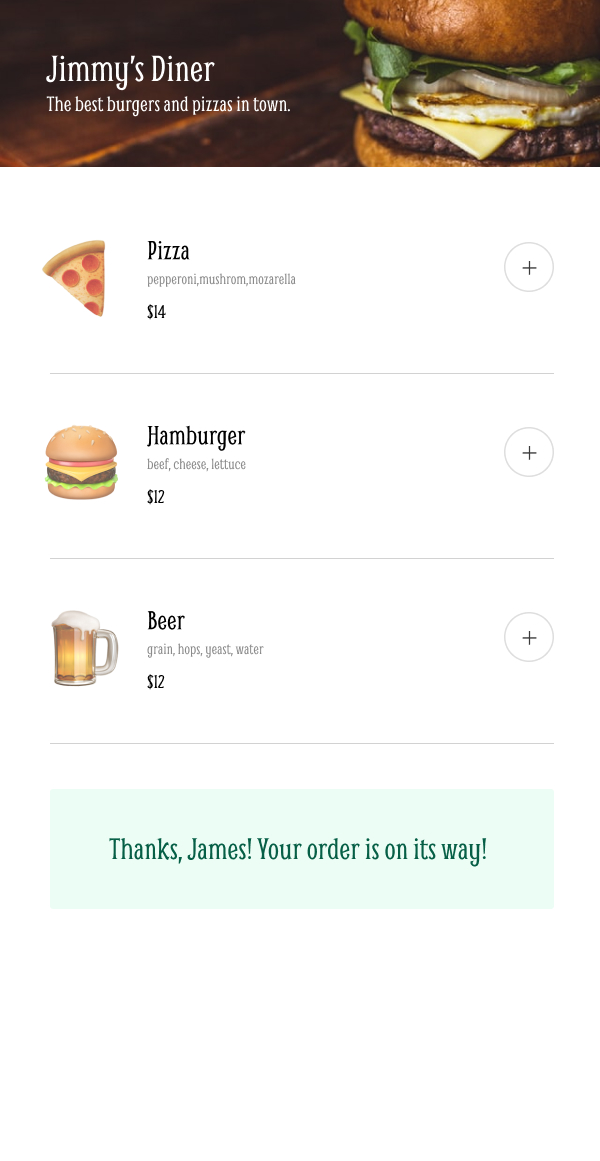 Jimmy's Diner
The best burgers and pizzas in town.
Pizza
pepperoni,mushrom,mozarella
$14
+
Hamburger
beef, cheese, lettuce
$12
+
Beer
grain, hops, yeast, water
$12
+
Thanks, James! Your order is on its way!